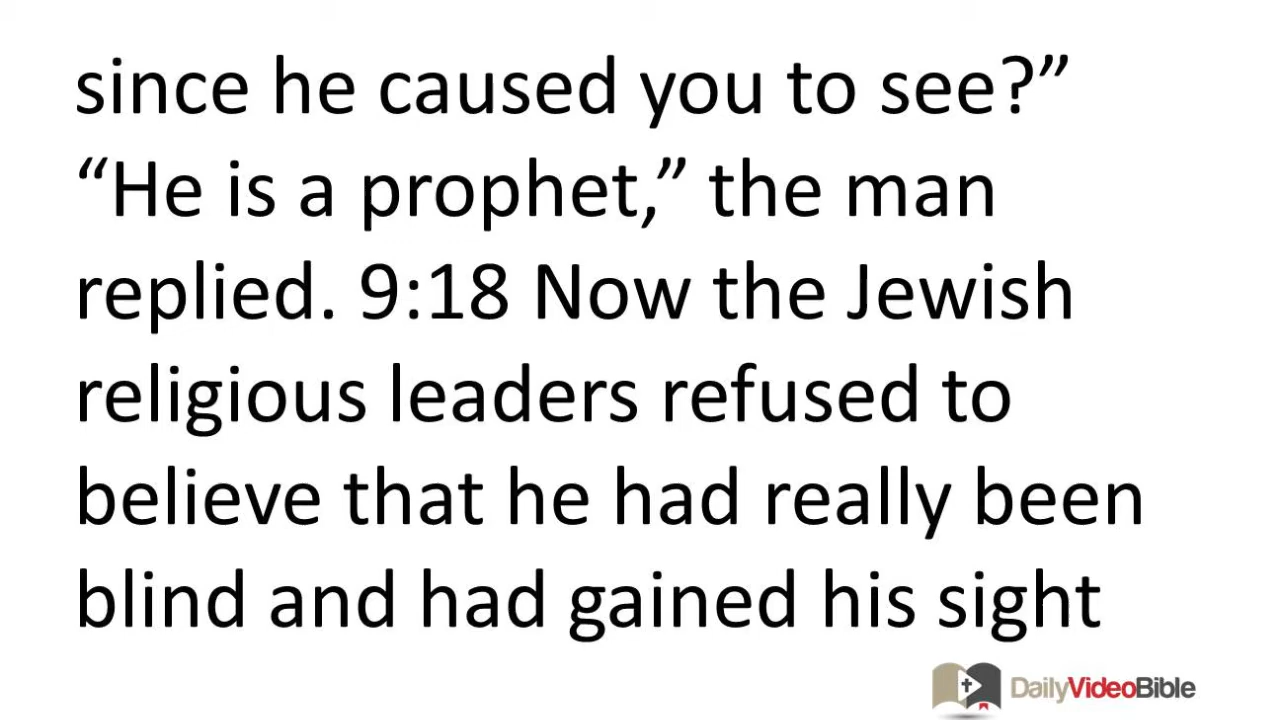 since he caused you to see?”
“He is a prophet,” the man
replied. 9:18 Now the Jewish
religious leaders refused to
believe that he had really been
blind and had gained his sight
DailyVideoBible